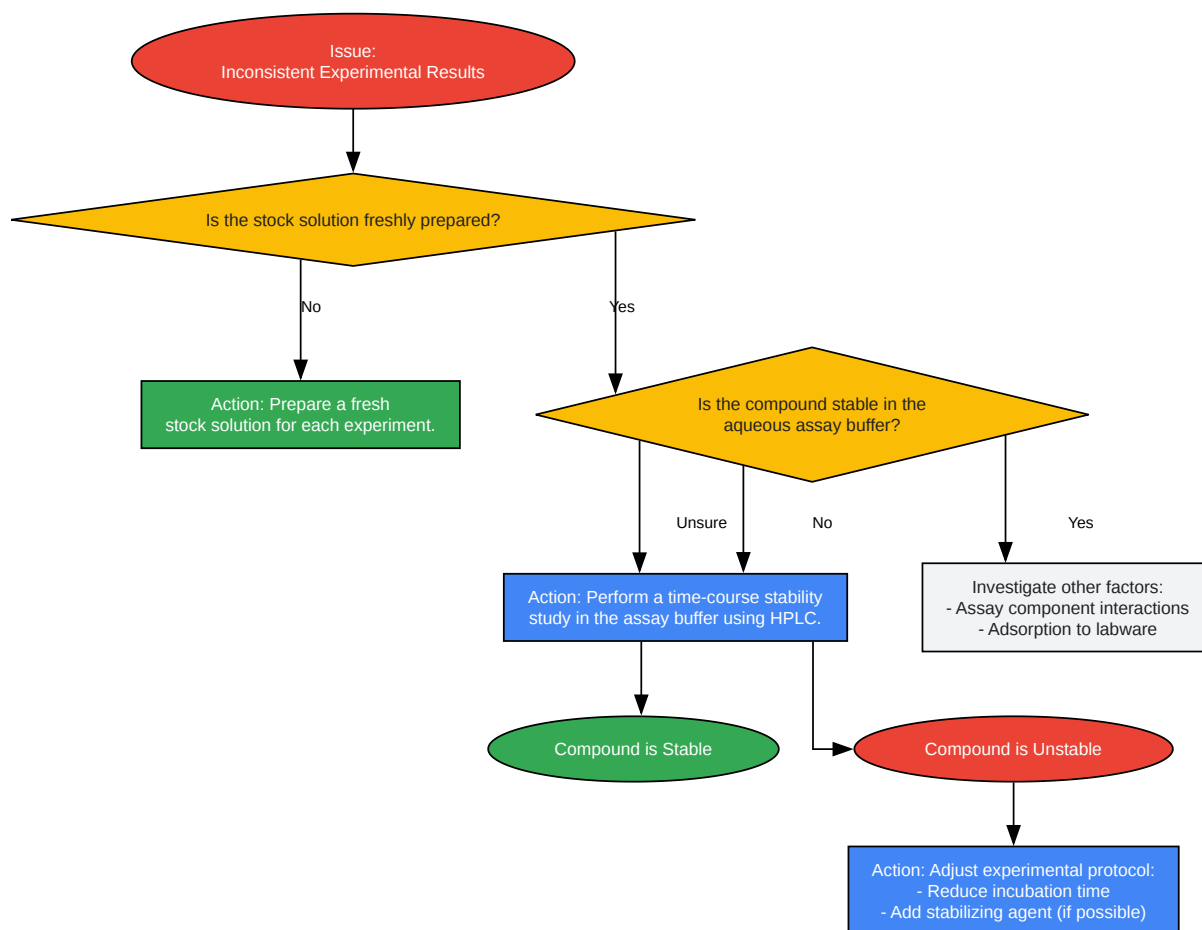 Issue:
Inconsistent Experimental Results
Is the stock solution freshly prepared?
No
Yes
Action: Prepare a fresh
stock solution for each experiment.
Is the compound stable in the
aqueous assay buffer?
Unsure
No
Yes
Action: Perform a time-course stability
study in the assay buffer using HPLC.
Investigate other factors:
- Assay component interactions
- Adsorption to labware
Compound is Stable
Compound is Unstable
Action: Adjust experimental protocol:
- Reduce incubation time
- Add stabilizing agent (if possible)